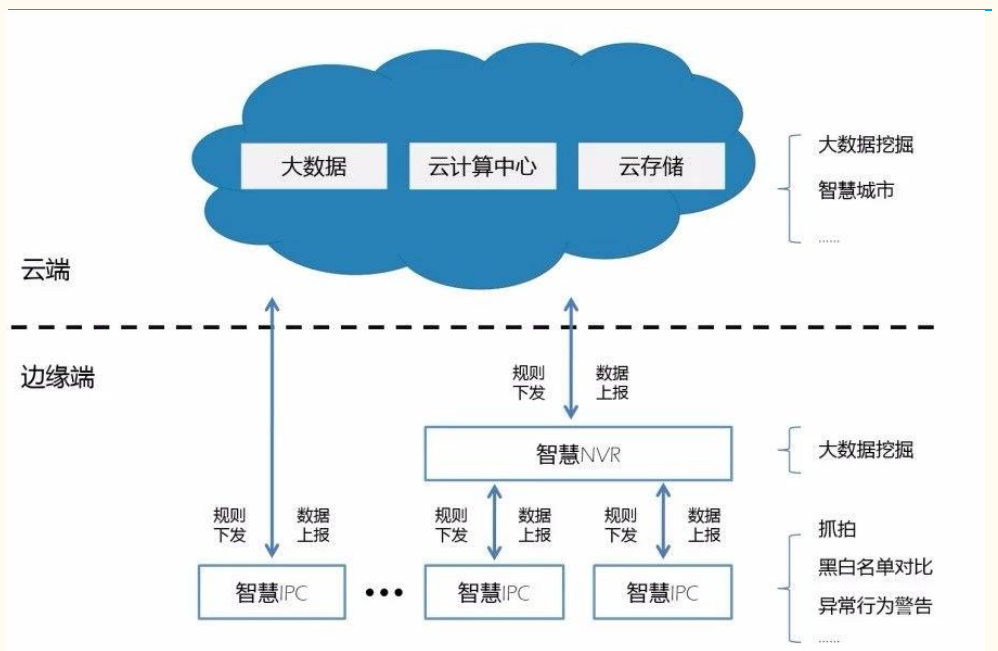 大数据
云计算中心
云存储
大数据挖掘
智慧城市
......
云端
边缘端
规则
下发
数据
上报
智慧NVR
大数据挖掘
规则
下发
数据
上报
规则
下发
数据
上报
规则
下发
数据
上报
智慧IPC
•••
智慧IPC
智慧IPC
抓拍
黑白名单对比
异常行为警告
......